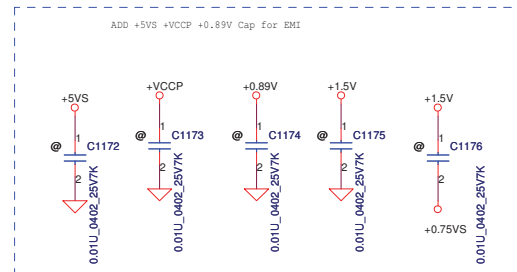 ADD +5VS +VCCP +0.89V Cap for EMI
+5VS
+VCCP
+0.89V
+1.5V
+1.5V
1
1
1
1
1
@
C1172
@
C1173
@
C1174
@
C1175
@
C1176
2
2
2
2
2
0.01U_0402_25V7K
0.01U_0402_25V7K
0.01U_0402_25V7K
0.01U_0402_25V7K
0.01U_0402_25V7K
+0.75VS